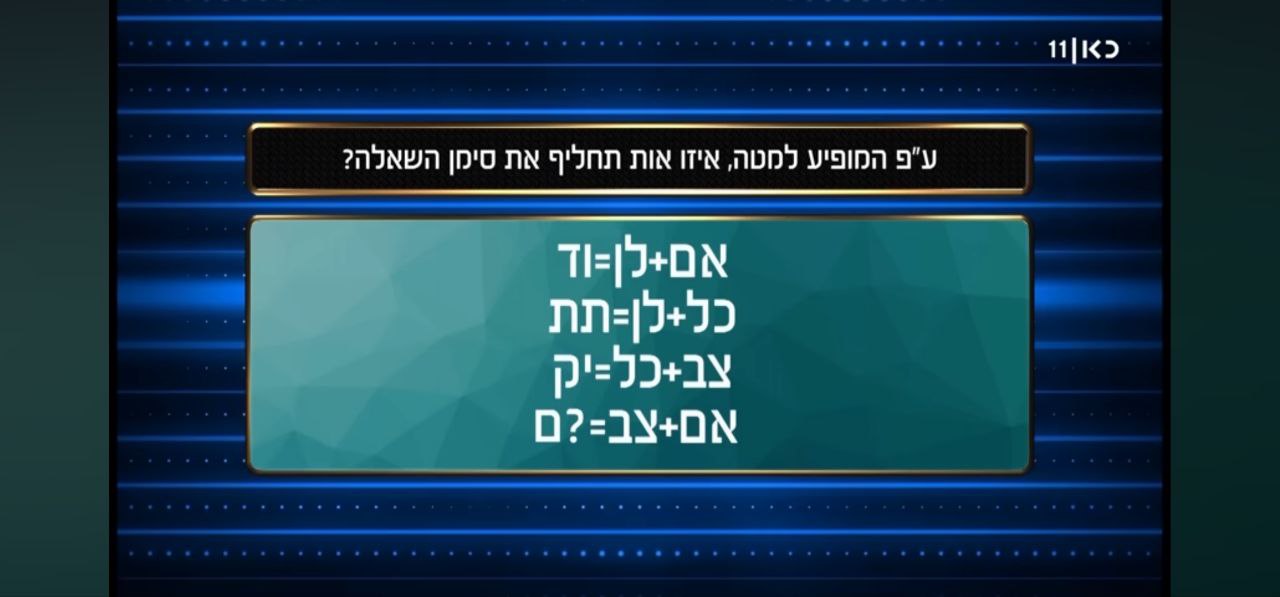 כאן|11
ע"פ המופיע למטה, איזו אות תחליף את סימן השאלה?
אם+לן=וד
כל+לן=תת
צב+כל=יק
אם+צב=?ם